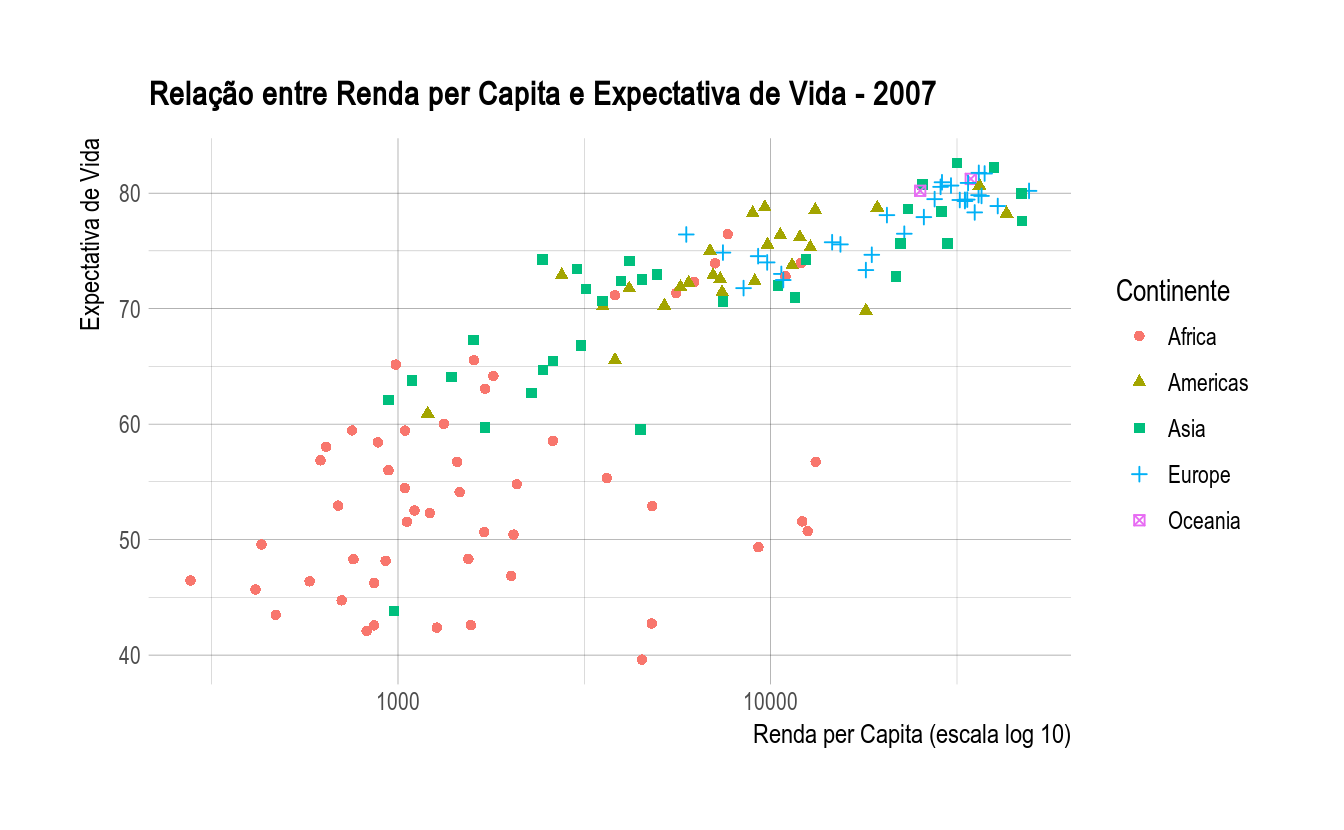 Relação entre Renda per Capita e Expectativa de Vida - 2007
Expectativa de Vida
80
70
60
50
40
1000
10000
Renda per Capita (escala log 10)
Continente
Africa
Americas
Asia
Europe
Oceania